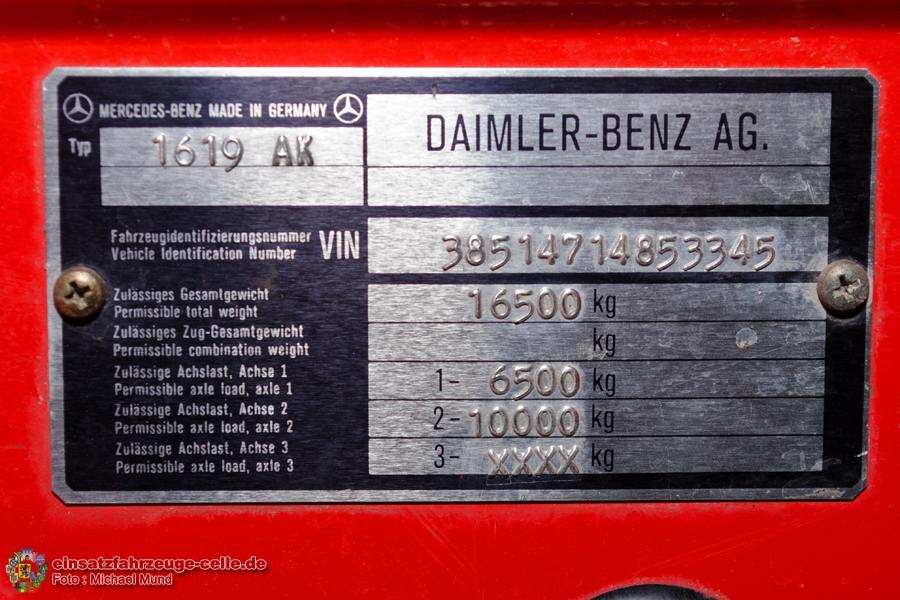 MERCEDES-BENZ MADE IN GERMANY
Typ 1619 AK
DAIMLER-BENZ AG.
Fahrzeugidentifizierungsnummer
Vehicle Identification Number
VIN 38514714853345
Zulässiges Gesamtgewicht
Permissible total weight
16500 kg
Zulässiges Zug-Gesamtgewicht
Permissible combination weight
kg
Zulässige Achslast, Achse 1
Permissible axle load, axle 1
1- 6500 kg
Zulässige Achslast, Achse 2
Permissible axle load, axle 2
2- 10000 kg
Zulässige Achslast, Achse 3
Permissible axle load, axle 3
3- XXXX kg
einsatzfahrzeuge-celle.de
Foto : Michael Mund